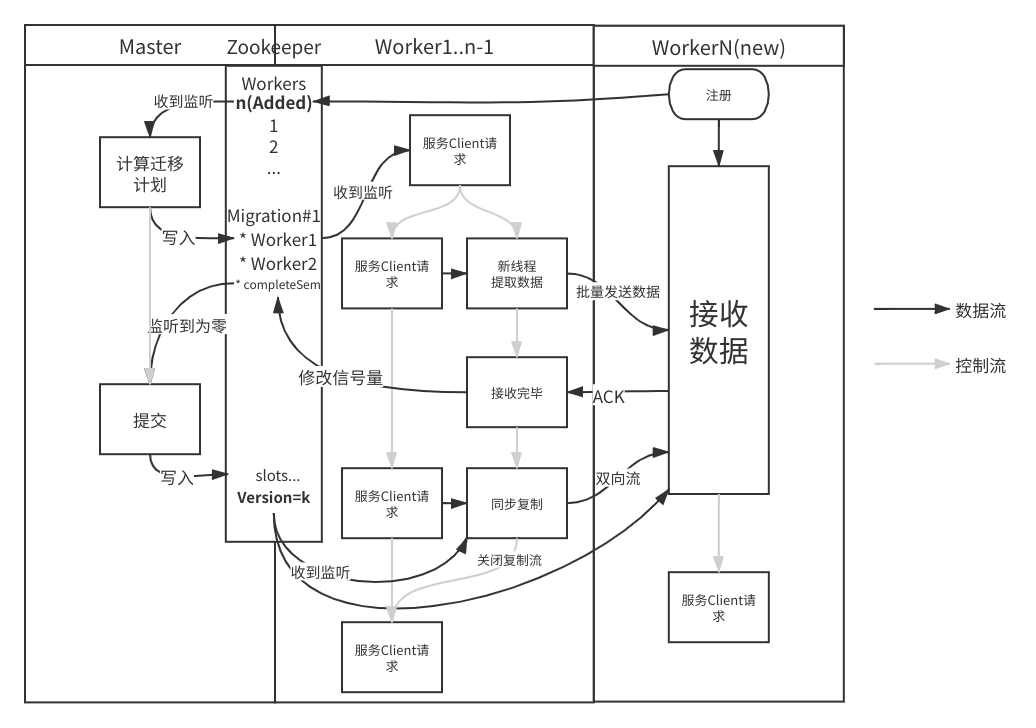 Master
Zookeeper
Worker1..n-1
WorkerN(new)
Workers
n(Added)
1
2
...
收到监听
注册
计算迁移
计划
服务Client请
求
收到监听
Migration#1
* Worker1
* Worker2
* completeSem
写入
服务Client请
求
新线程
提取数据
批量发送数据
接收
数据
数据流
控制流
监听到为零
修改信号量
接收完毕
ACK
提交
写入
slots...
Version=k
服务Client请
求
同步复制
双向流
收到监听
关闭复制流
服务Client请
求
服务Client请
求